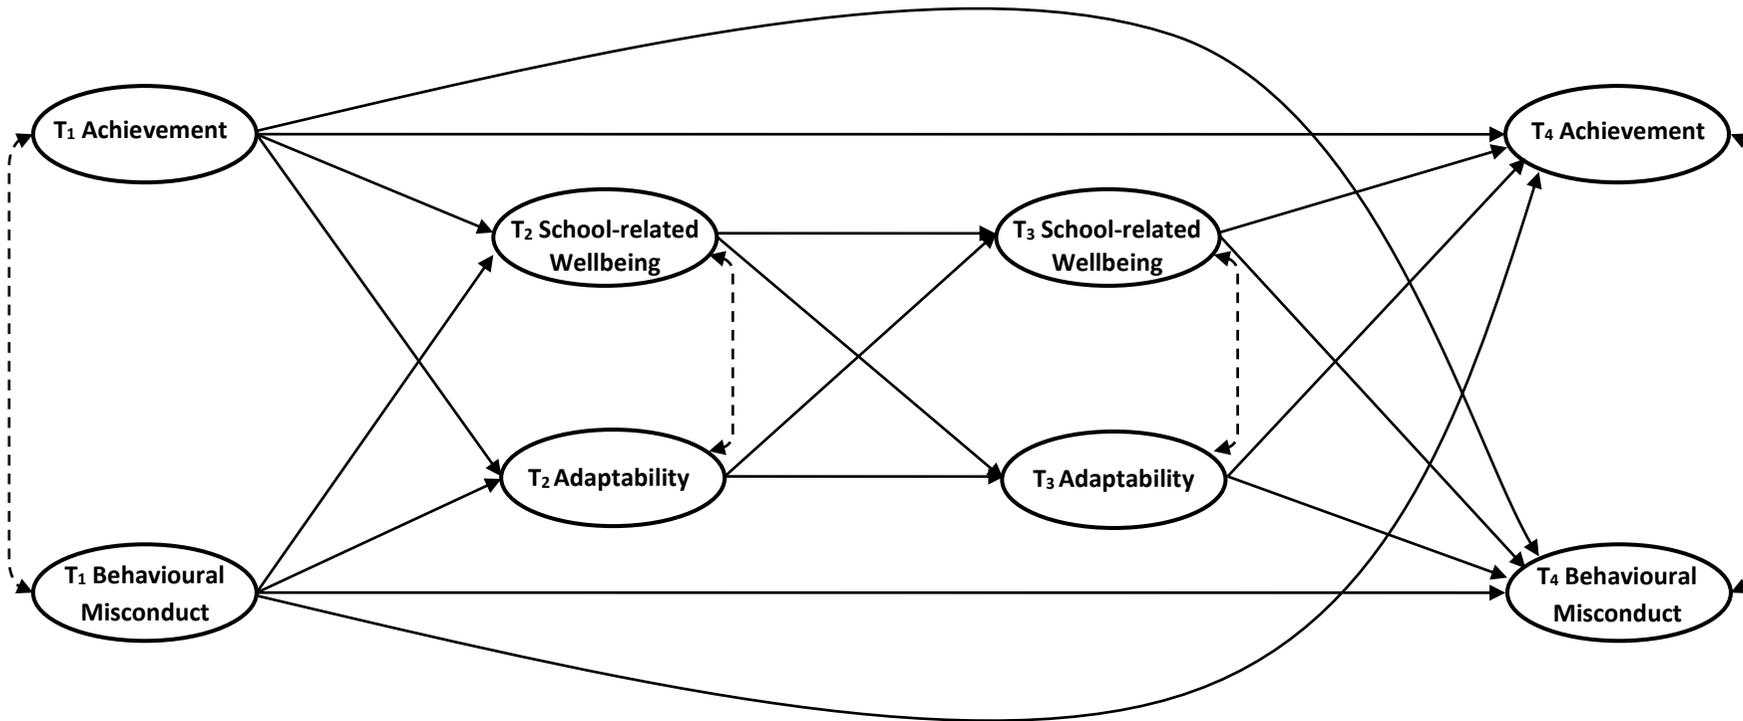 T₁ Achievement
T₄ Achievement
T₂ School-related
Wellbeing
T₃ School-related
Wellbeing
T₂ Adaptability
T₃ Adaptability
T₁ Behavioural
Misconduct
T₄ Behavioural
Misconduct